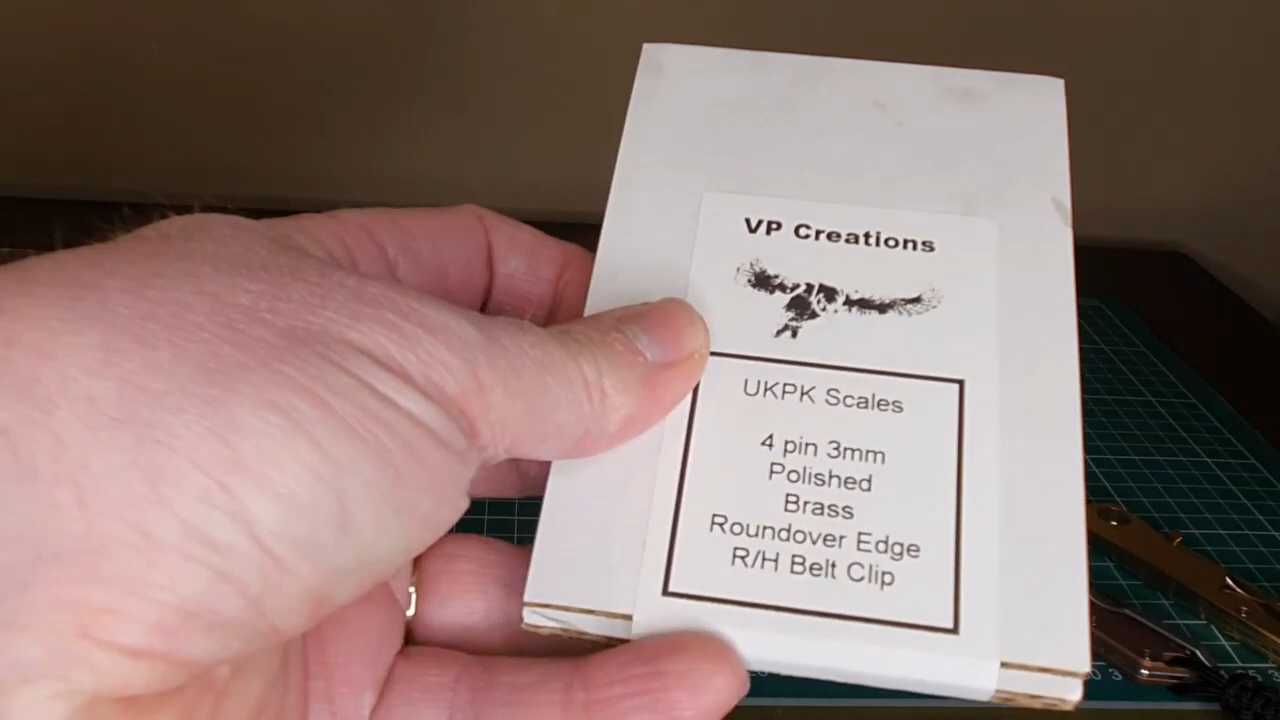 VP Creations
UKPK Scales
4 pin 3mm
Polished
Brass
Roundover Edge
R/H Belt Clip